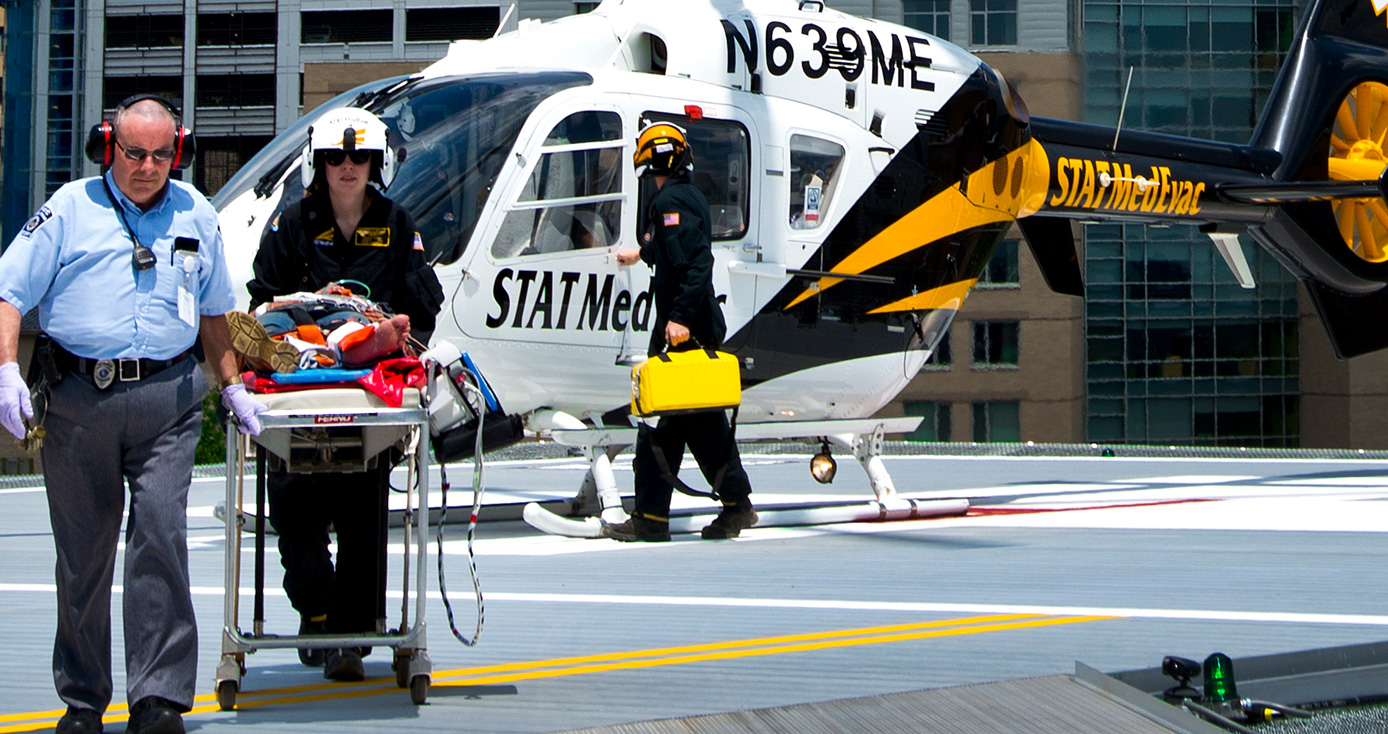 N639ME
STAT MedEvac
STAT Med c
FERNO